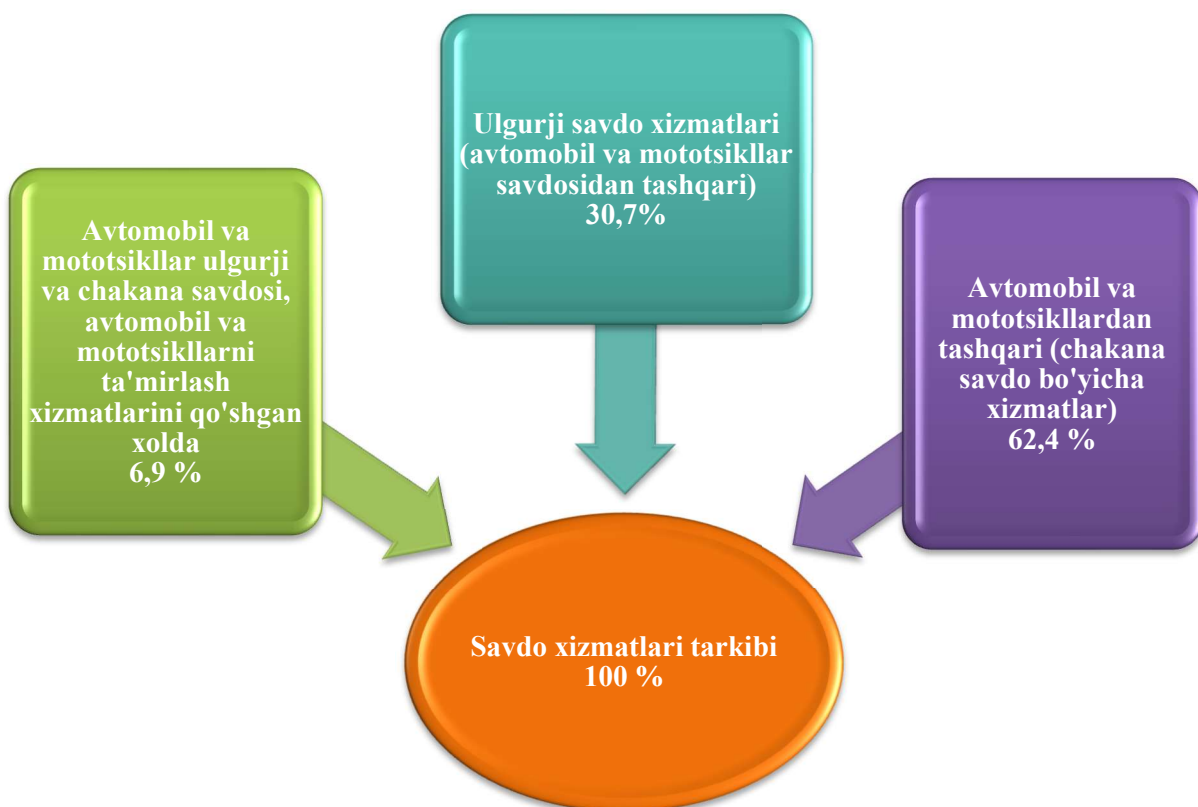 Ulgurji savdo xizmatlari
(avtomobil va mototsikllar
savdosidan tashqari)
30,7%
Avtomobil va
mototsikllar ulgurji
va chakana savdosi,
avtomobil va
mototsikllarni
ta'mirlash
xizmatlarini qo'shgan
xolda
6,9 %
Avtomobil va
mototsikllardan
tashqari (chakana
savdo bo'yicha
xizmatlar)
62,4 %
Savdo xizmatlari tarkibi
100 %